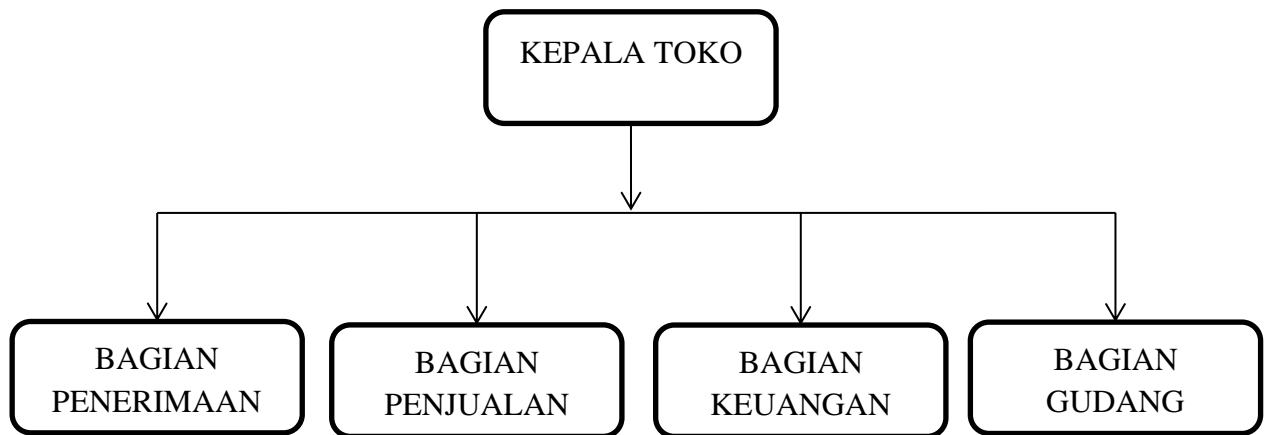 KEPALA TOKO
BAGIAN
PENERIMAAN
BAGIAN
PENJUALAN
BAGIAN
KEUANGAN
BAGIAN
GUDANG